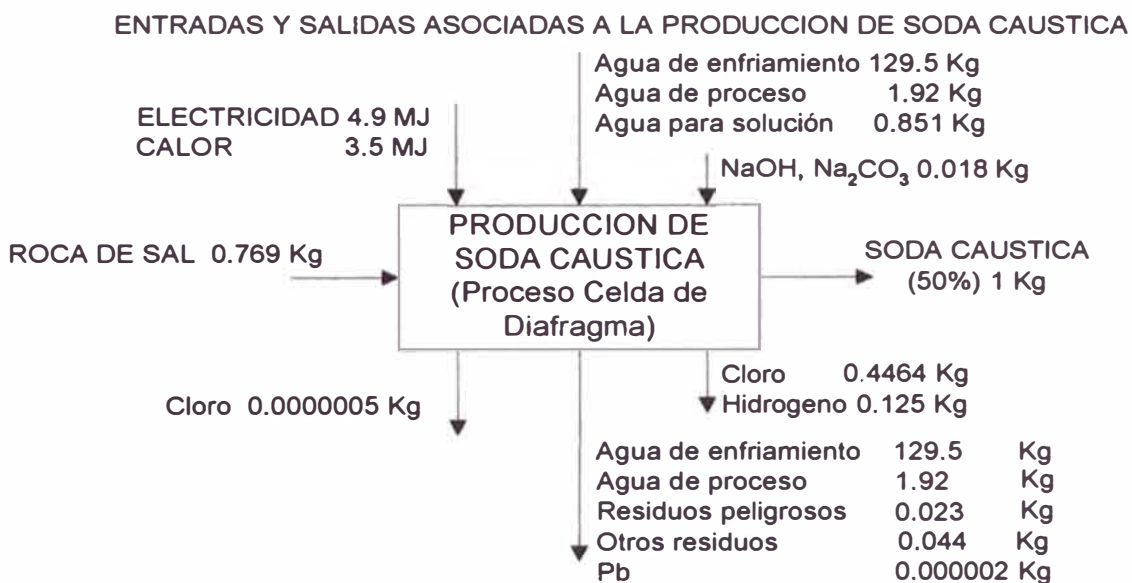 ENTRADAS Y SALIDAS ASOCIADAS A LA PRODUCCION DE SODA CAUSTICA
Agua de enfriamiento 129.5 Kg
Agua de proceso 1.92 Kg
Agua para solución 0.851 Kg
ELECTRICIDAD 4.9 MJ
CALOR 3.5 MJ
NaOH, Na₂CO₃ 0.018 Kg
ROCA DE SAL 0.769 Kg
PRODUCCION DE
SODA CAUSTICA
(Proceso Celda de
Diafragma)
SODA CAUSTICA
(50%) 1 Kg
Cloro 0.0000005 Kg
Cloro 0.4464 Kg
Hidrogeno 0.125 Kg
Agua de enfriamiento 129.5 Kg
Agua de proceso 1.92 Kg
Residuos peligrosos 0.023 Kg
Otros residuos 0.044 Kg
Pb 0.000002 Kg